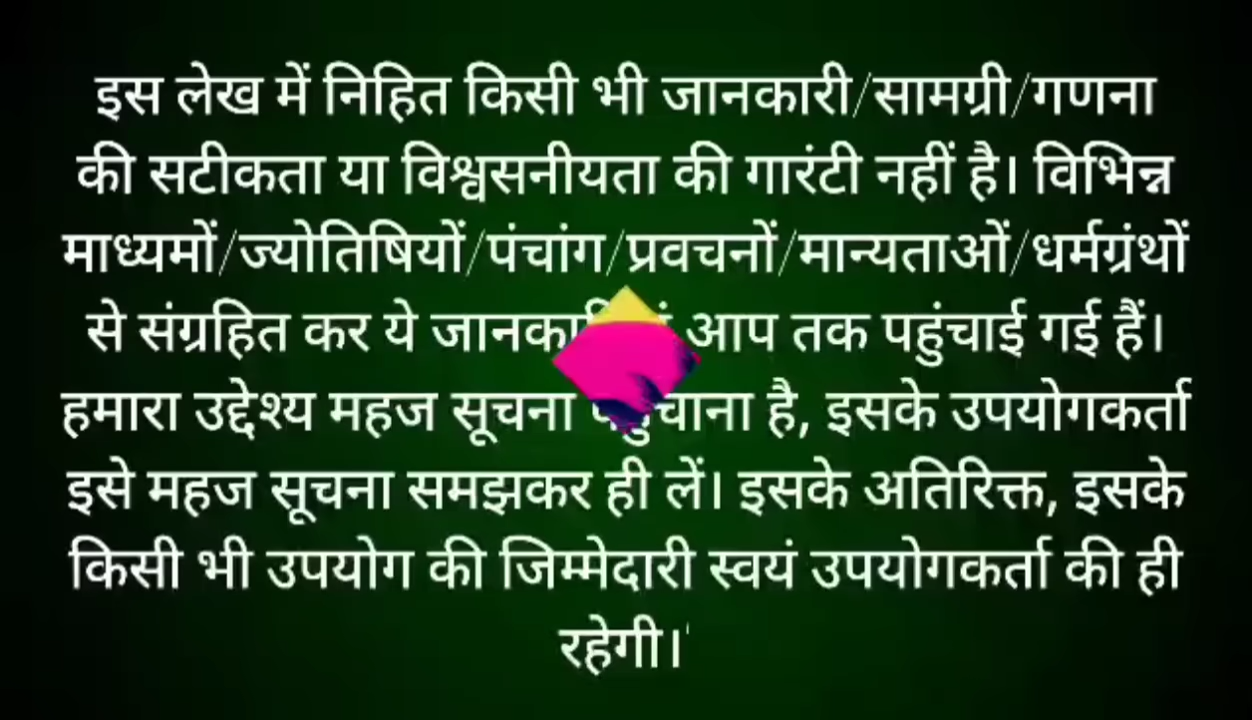 इस लेख में निहित किसी भी जानकारी/सामग्री/गणना
की सटीकता या विश्वसनीयता की गारंटी नहीं है। विभिन्न
माध्यमों/ज्योतिषियों/पंचांग/प्रवचनों/मान्यताओं/धर्मग्रंथों
से संग्रहित कर ये आप तक पहुंचाई गई हैं।
हमारा उद्देश्य महज सूचना है, इसके उपयोगकर्ता
इसे महज सूचना समझकर ही लें। इसके अतिरिक्त, इसके
किसी भी उपयोग की जिम्मेदारी स्वयं उपयोगकर्ता की ही
रहेगी।'